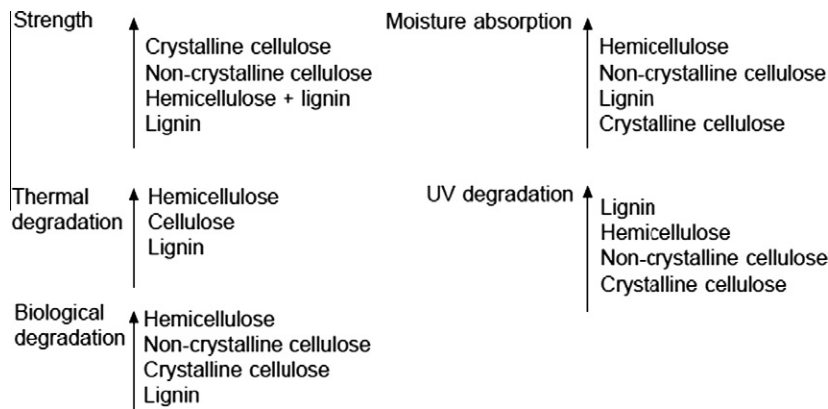 Strength
Crystalline cellulose
Non-crystalline cellulose
Hemicellulose + lignin
Lignin
Moisture absorption
Hemicellulose
Non-crystalline cellulose
Lignin
Crystalline cellulose
Thermal
degradation
Hemicellulose
Cellulose
Lignin
UV degradation
Lignin
Hemicellulose
Non-crystalline cellulose
Crystalline cellulose
Biological
degradation
Hemicellulose
Non-crystalline cellulose
Crystalline cellulose
Lignin